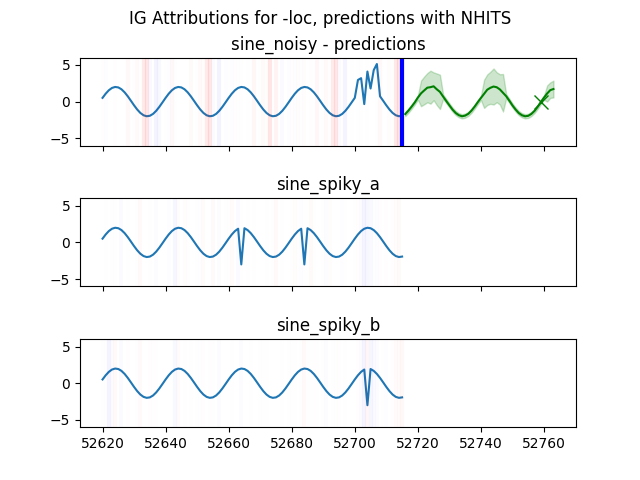 IG Attributions for -loc, predictions with NHITS
sine_noisy - predictions
5
0
−5
sine_spiky_a
5
0
−5
sine_spiky_b
5
0
−5
52620 52640 52660 52680 52700 52720 52740 52760